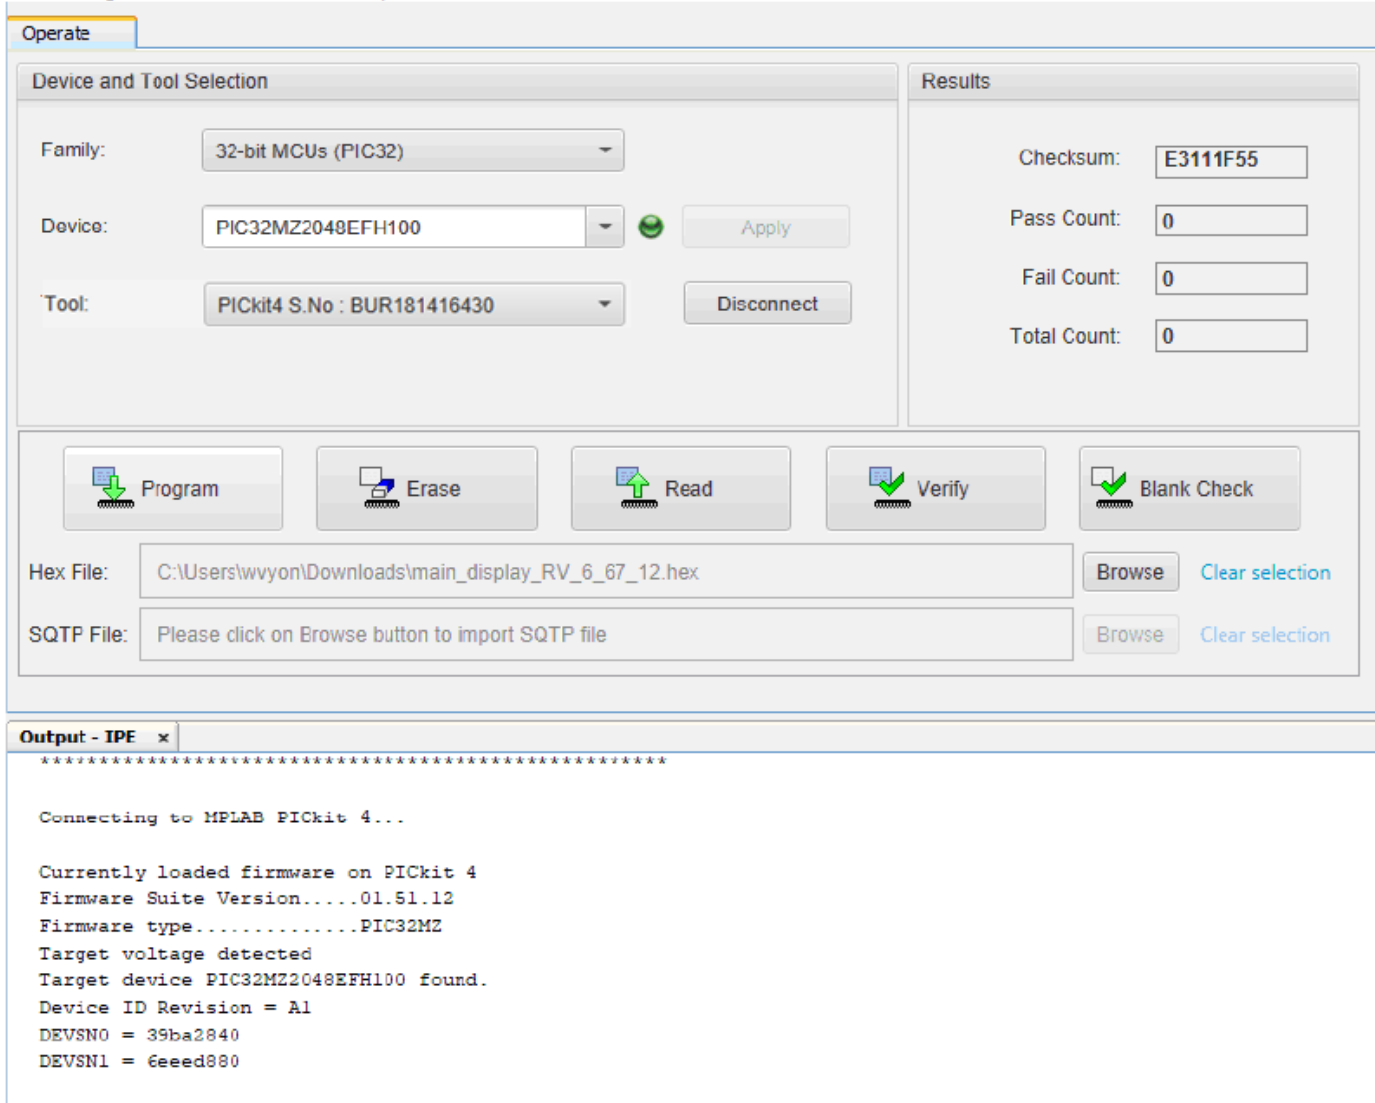 Operate
Device and Tool Selection
Family:
32-bit MCUs (PIC32)
Device:
PIC32MZ2048EFH100
Apply
Tool:
PICkit4 S.No : BUR181416430
Disconnect
Results
Checksum:
E3111F55
Pass Count:
0
Fail Count:
0
Total Count:
0
Program
Erase
Read
Verify
Blank Check
Hex File:
C:\Users\wvyon\Downloads\main_display_RV_6_67_12.hex
Browse
Clear selection
SQTP File:
Please click on Browse button to import SQTP file
Browse
Clear selection
Output - IPE x
*****************************************************
Connecting to MPLAB PICkit 4...
Currently loaded firmware on PICkit 4
Firmware Suite Version.....01.51.12
Firmware type..............PIC32MZ
Target voltage detected
Target device PIC32MZ2048EFH100 found.
Device ID Revision = A1
DEVSN0 = 39ba2840
DEVSN1 = 6eeed880